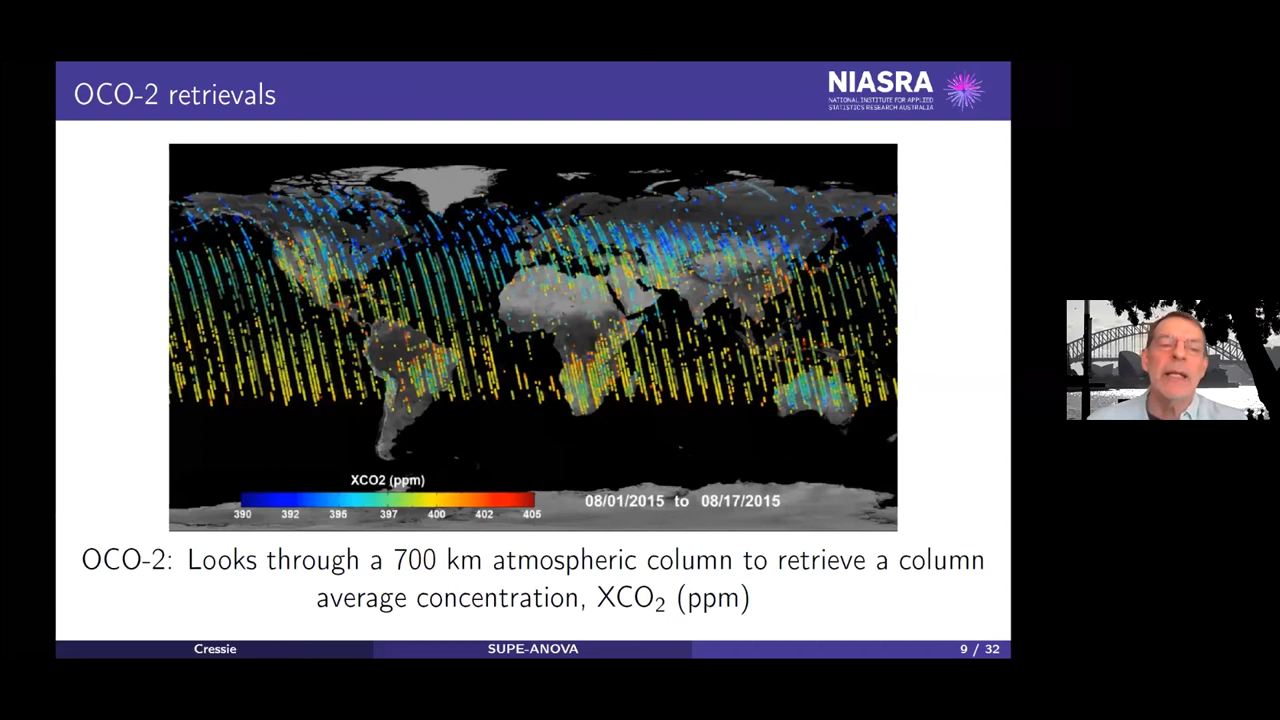 OCO-2 retrievals
NIASRA
NATIONAL INSTITUTE FOR APPLIED
STATISTICS RESEARCH AUSTRALIA
XCO2 (ppm)
390 392 395 397 400 402 405
08/01/2015 to 08/17/2015
OCO-2: Looks through a 700 km atmospheric column to retrieve a column
average concentration, XCO₂ (ppm)
Cressie SUPE-ANOVA 9 / 32